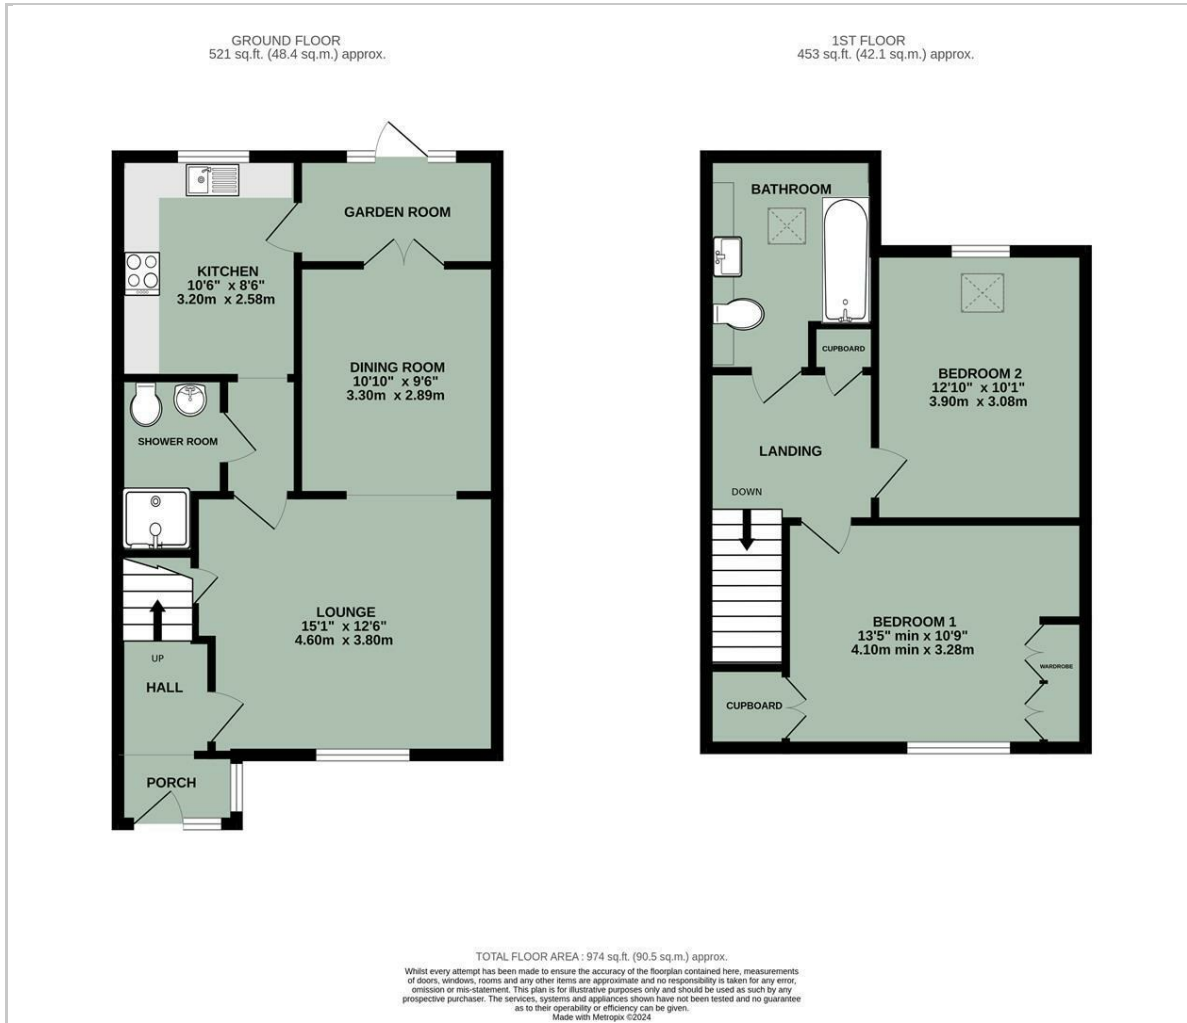 GROUND FLOOR
521 sq.ft. (48.4 sq.m.) approx.
1ST FLOOR
453 sq.ft. (42.1 sq.m.) approx.
GARDEN ROOM
KITCHEN
10'6" x 8'6"
3.20m x 2.58m
DINING ROOM
10'10" x 9'6"
3.30m x 2.89m
SHOWER ROOM
LOUNGE
15'1" x 12'6"
4.60m x 3.80m
UP
HALL
PORCH
BATHROOM
CUPBOARD
BEDROOM 2
12'10" x 10'1"
3.90m x 3.08m
LANDING
DOWN
BEDROOM 1
13'5" min x 10'9"
4.10m min x 3.28m
WARDROBE
CUPBOARD
TOTAL FLOOR AREA : 974 sq.ft. (90.5 sq.m.) approx.
Whilst every attempt has been made to ensure the accuracy of the floorplan contained here, measurements
of doors, windows, rooms and any other items are approximate and no responsibility is taken for any error,
omission or mis-statement. This plan is for illustrative purposes only and should be used as such by any
prospective purchaser. The services, systems and appliances shown have not been tested and no guarantee
as to their operability or efficiency can be given.
Made with Metropix ©2024